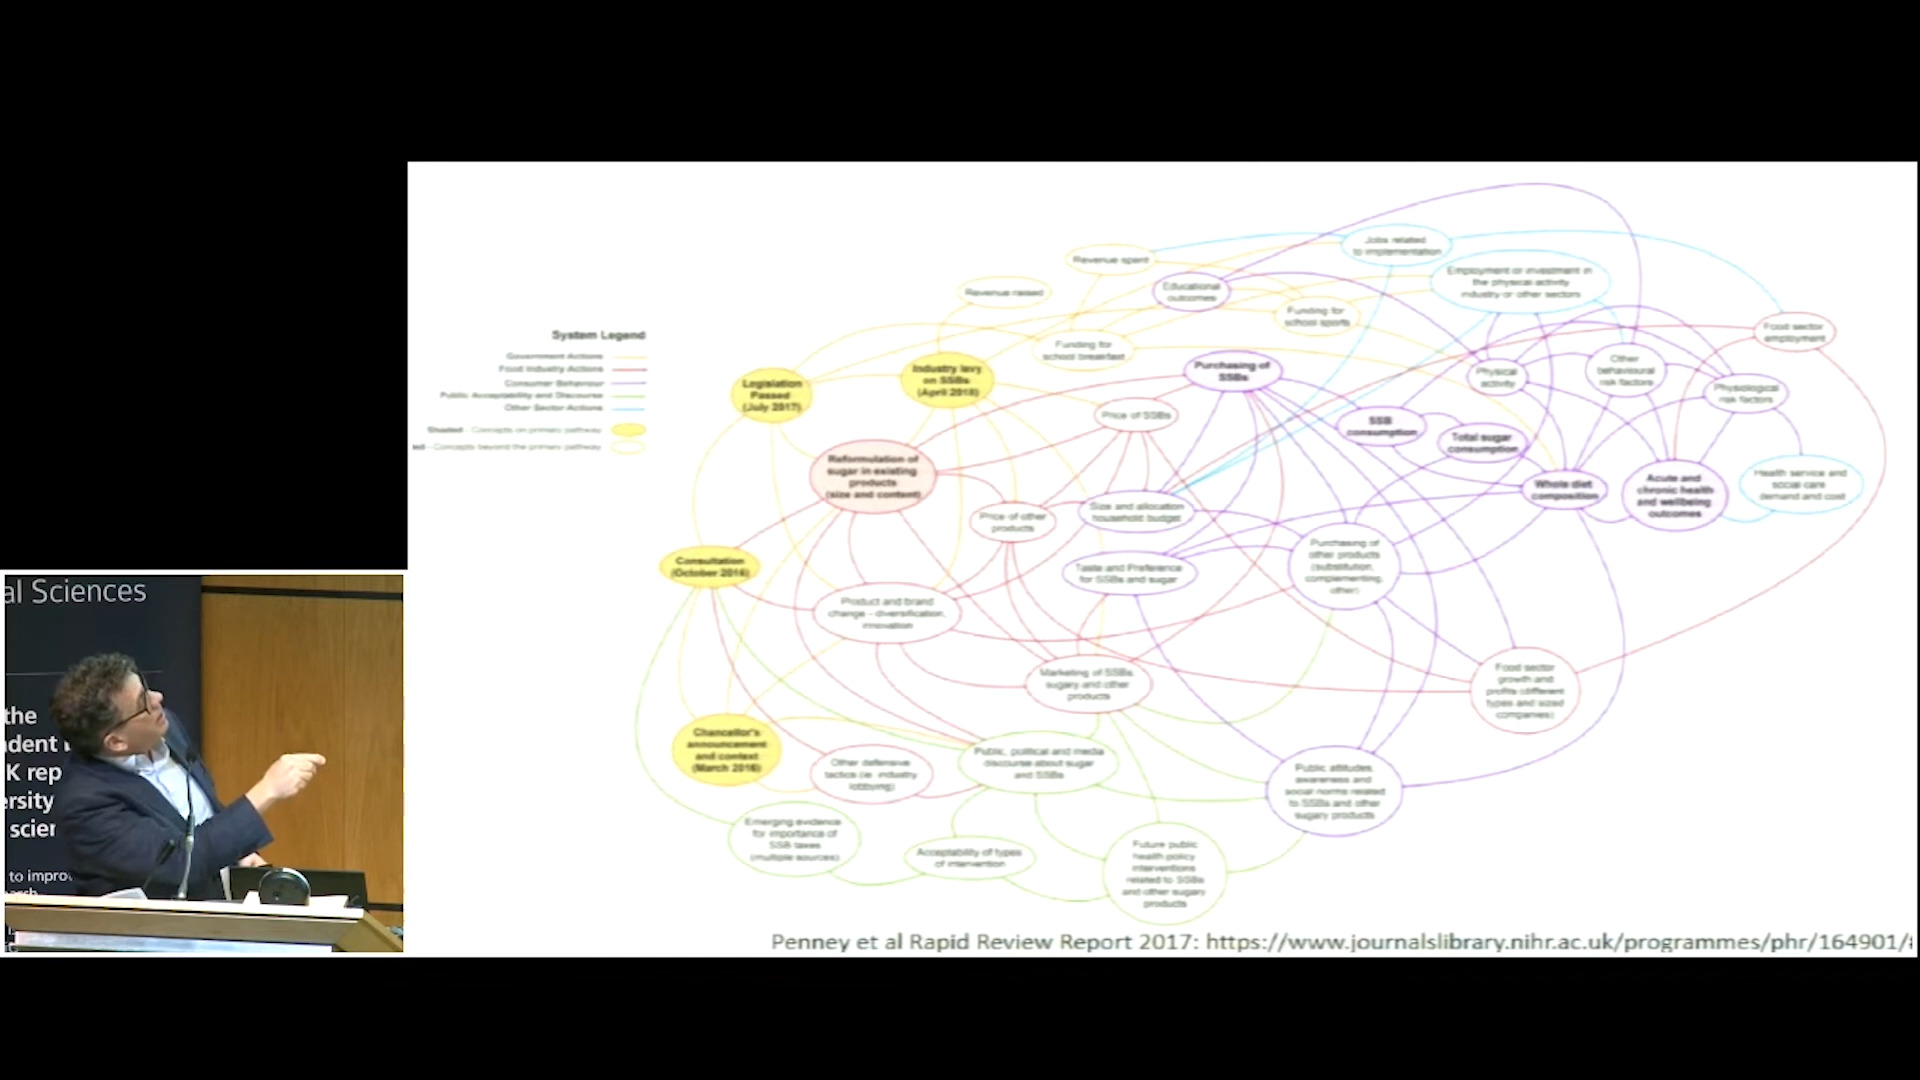 System Legend
Government Actions
Food Industry Actions
Consumer Behaviour
Public Acceptability and Discourse
Other Sector Actions
Shaded - Concepts on primary pathway
ed - Concepts beyond the primary pathway
Jobs related
to implementation
Revenue spent
Employment or investment in
the physical activity
industry or other sectors
Revenue raised
Educational
outcomes
Funding for
school sports
Food sector
employment
Funding for
school breakfast
Legislation
Passed
(July 2017)
Industry levy
on SSBs
(April 2018)
Purchasing of
SSBs
Physical
activity
Other
behavioural
risk factors
Physiological
risk factors
Price of SSBs
SSB
consumption
Total sugar
consumption
Reformulation of
sugar in existing
products
(size and content)
Whole diet
composition
Acute and
chronic health
and wellbeing
outcomes
Health service and
social care
demand and cost
Price of other
products
Size and allocation
household budget
Consultation
(October 2016)
Taste and Preference
for SSBs and sugar
Purchasing of
other products
(substitution,
complementing,
other)
Product and brand
change - diversification,
innovation
Marketing of SSBs,
sugary and other
products
Food sector
growth and
profits (different
types and sized
companies)
Chancellor's
announcement
and context
(March 2016)
Other defensive
tactics (ie industry
lobbying)
Public, political and media
discourse about sugar
and SSBs
Public attitudes,
awareness and
social norms related
to SSBs and other
sugary products
Emerging evidence
for importance of
SSB taxes
(multiple sources)
Acceptability of types
of intervention
Future public
health policy
interventions
related to SSBs
and other sugary
products
Penney et al Rapid Review Report 2017: https://www.journalslibrary.nihr.ac.uk/programmes/phr/164901/
al Sciences
the
ndent
K rep
ersity
scier
to impro